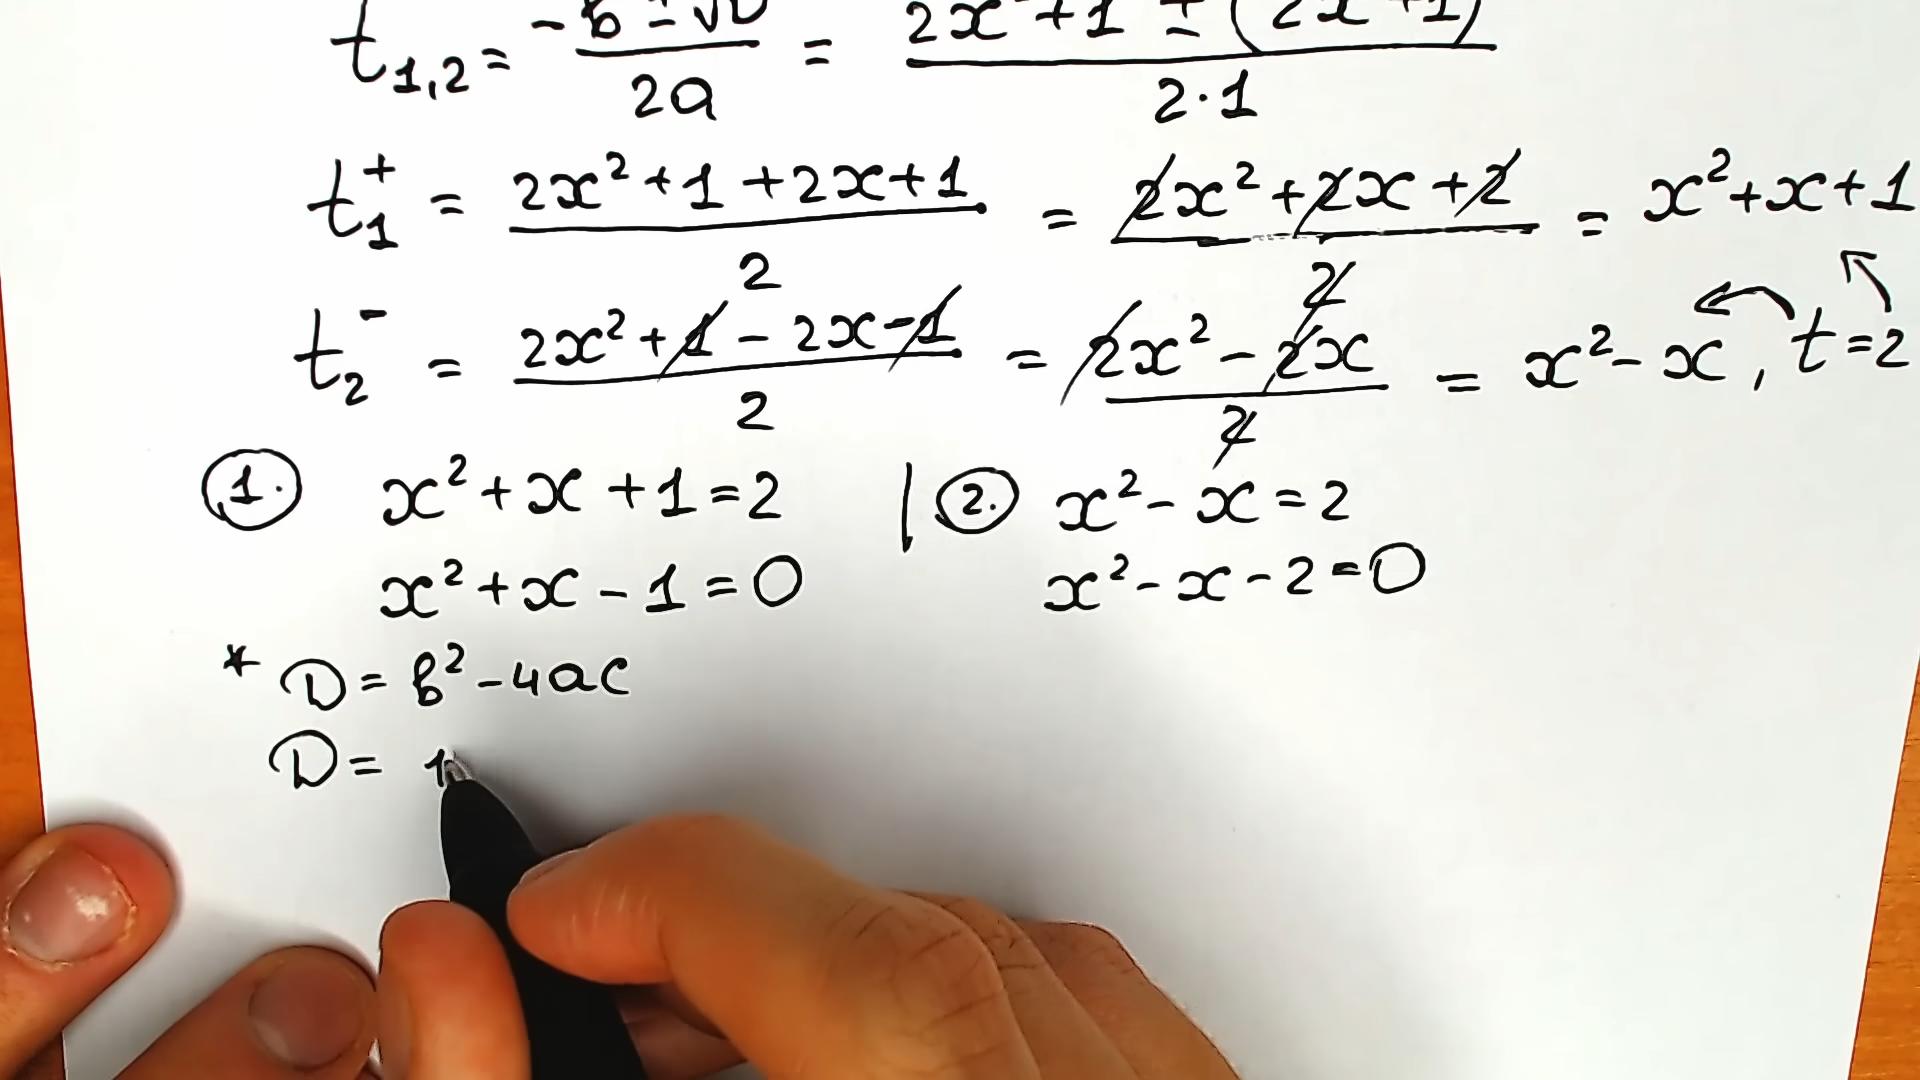 t₁,₂ = (-b ± √D)/(2a) = (2x² + 1 ± (2x + 1))/(2·1)
t₁⁺ = (2x² + 1 + 2x + 1)/2 = (2x² + 2x + 2)/2 = x² + x + 1
t₂⁻ = (2x² + 1 - 2x - 1)/2 = (2x² - 2x)/2 = x² - x, t = 2
1. x² + x + 1 = 2 | 2. x² - x = 2
x² + x - 1 = 0 x² - x - 2 = 0
* D = b² - 4ac
D = 1